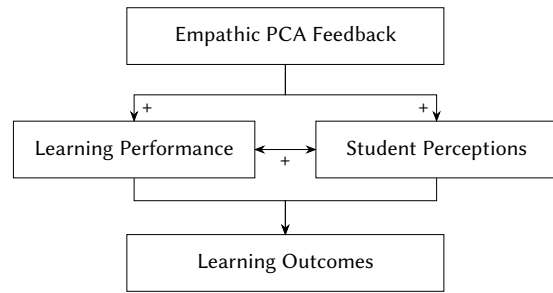 Empathic PCA Feedback
+ +
Learning Performance
+
Student Perceptions
Learning Outcomes